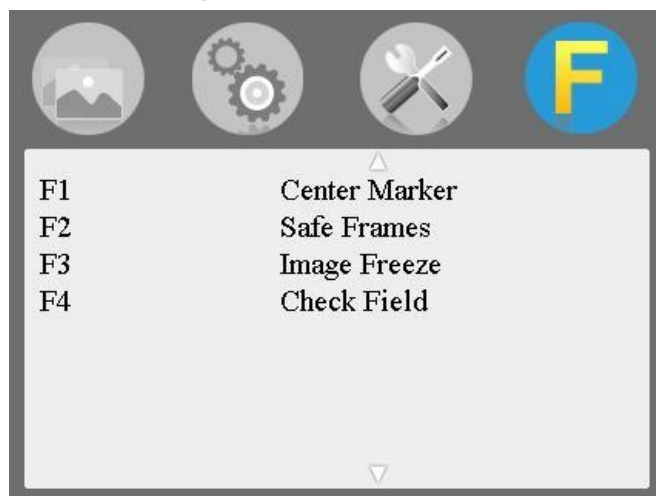 F
F1 Center Marker
F2 Safe Frames
F3 Image Freeze
F4 Check Field